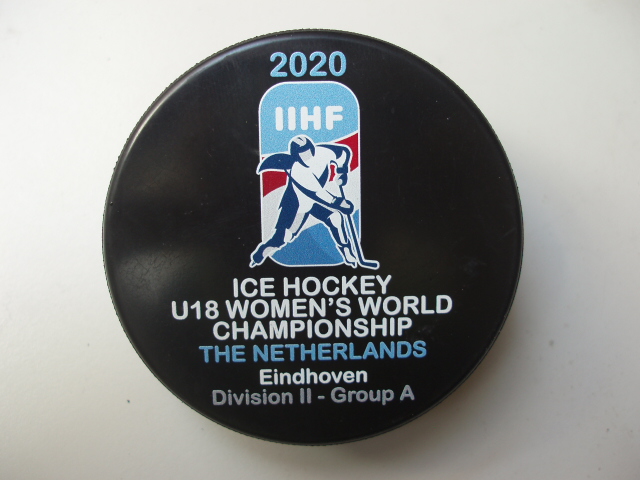 2020
IIHF
ICE HOCKEY
U18 WOMEN'S WORLD
CHAMPIONSHIP
THE NETHERLANDS
Eindhoven
Division II - Group A